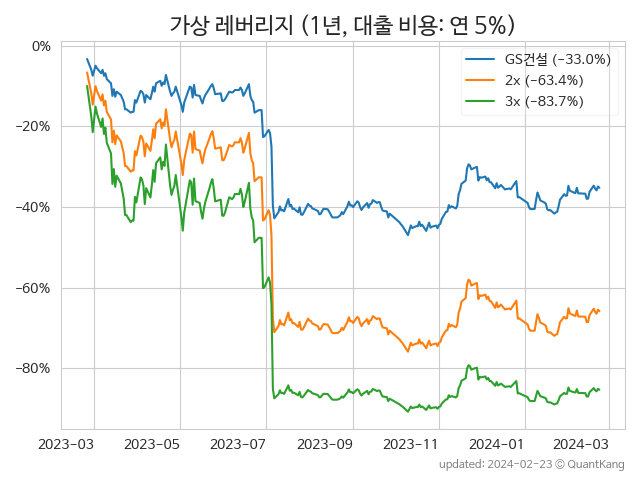 가상 레버리지 (1년, 대출 비용: 연 5%)
GS건설 (−33.0%)
2x (−63.4%)
3x (−83.7%)
0%
−20%
−40%
−60%
−80%
2023-03 2023-05 2023-07 2023-09 2023-11 2024-01 2024-03
updated: 2024-02-23 © QuantKang